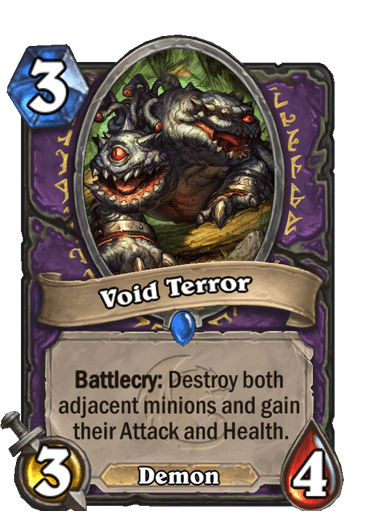 3
Void Terror
Battlecry: Destroy both
adjacent minions and gain
their Attack and Health.
3
Demon
4